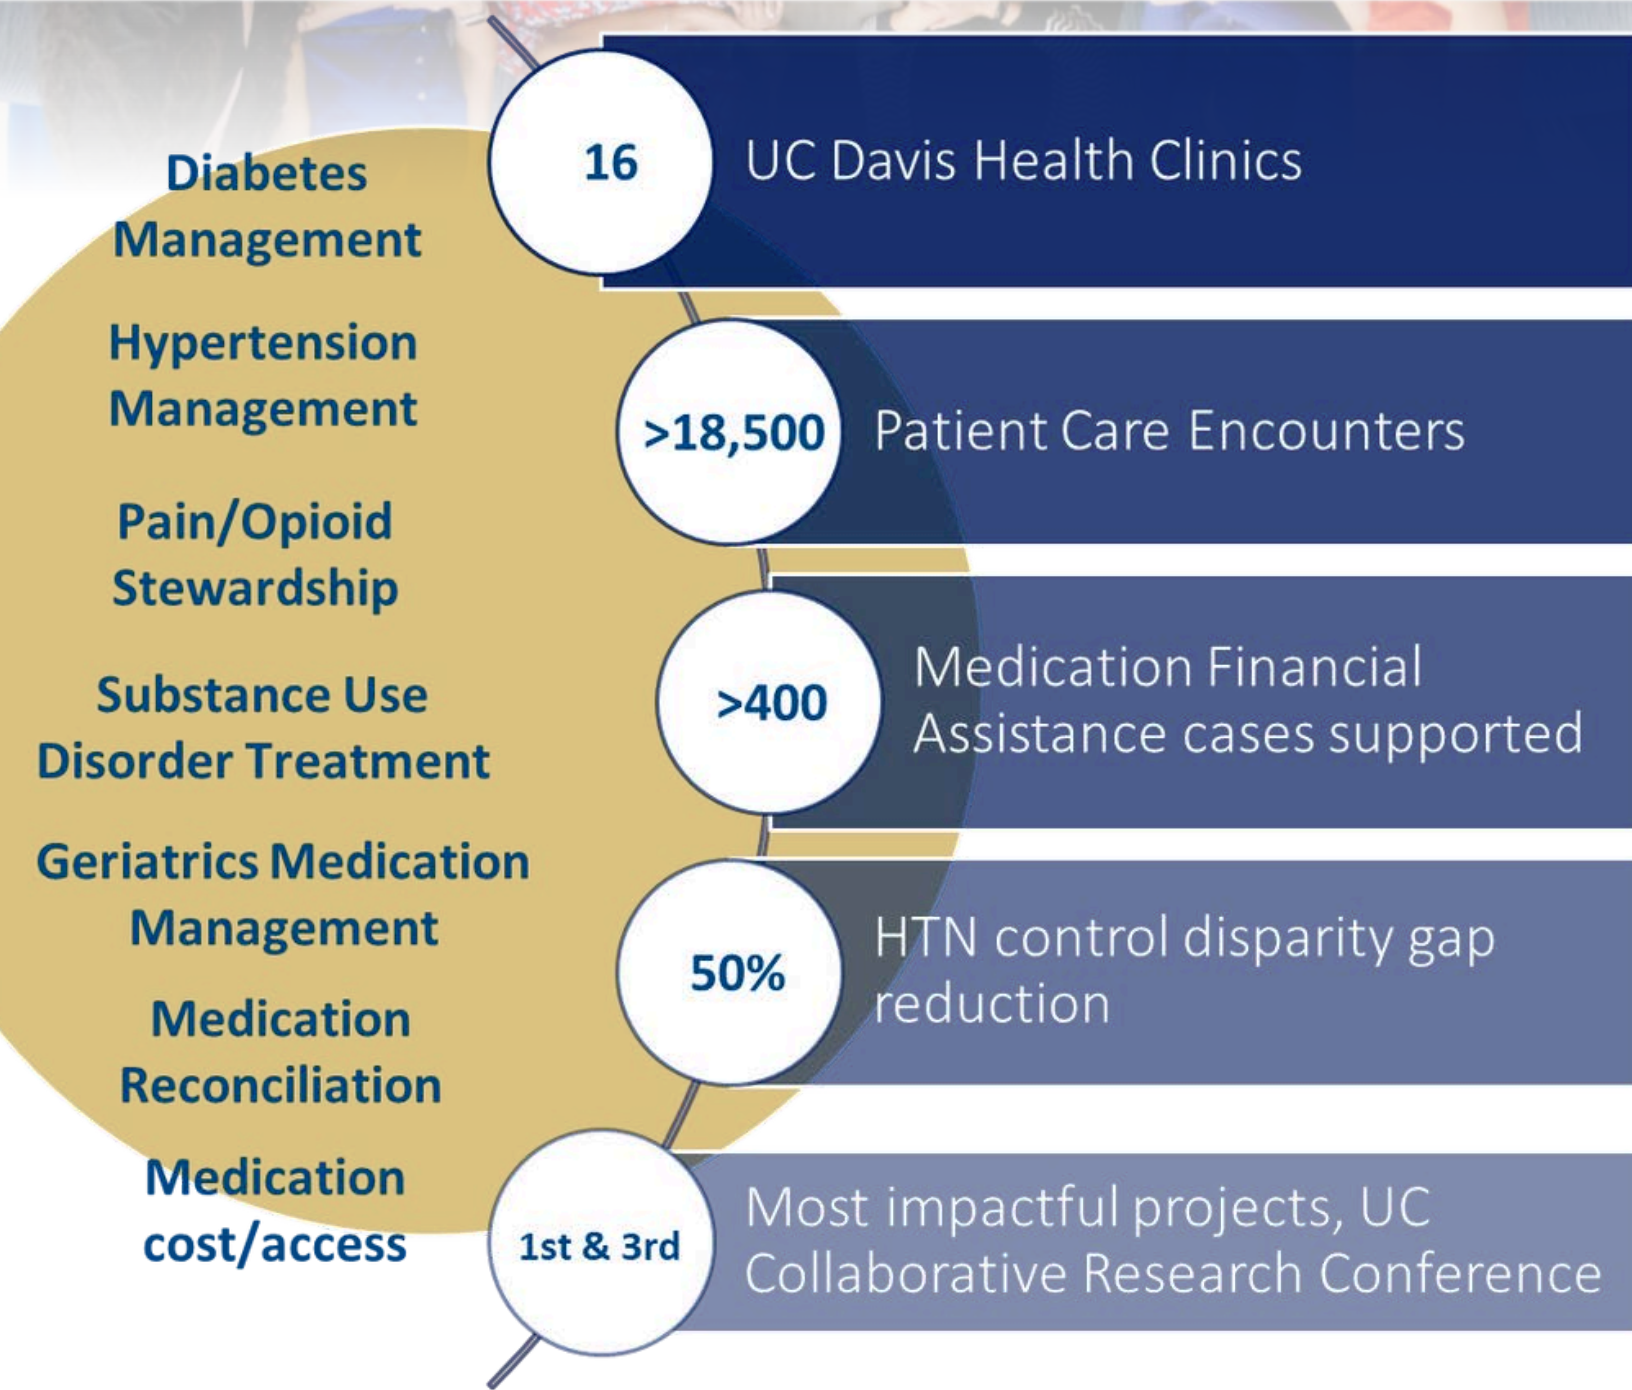 Diabetes
Management
Hypertension
Management
Pain/Opioid
Stewardship
Substance Use
Disorder Treatment
Geriatrics Medication
Management
Medication
Reconciliation
Medication
cost/access
16
UC Davis Health Clinics
>18,500
Patient Care Encounters
>400
Medication Financial
Assistance cases supported
50%
HTN control disparity gap
reduction
1st & 3rd
Most impactful projects, UC
Collaborative Research Conference